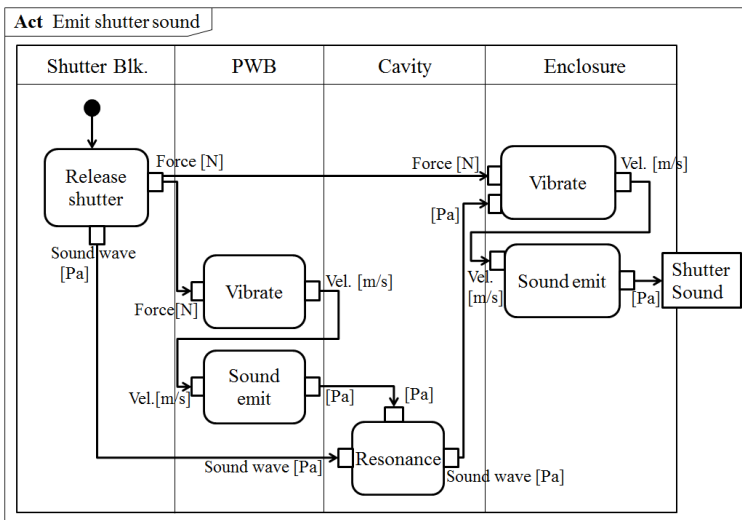 Act Emit shutter sound
Shutter Blk.
PWB
Cavity
Enclosure
Release
shutter
Force [N]
Force [N]
Vibrate
Vel. [m/s]
[Pa]
Sound wave
[Pa]
Vibrate
Force[N]
Vel. [m/s]
Vel.
[m/s]
Sound emit
[Pa]
Shutter
Sound
Vel.[m/s]
Sound
emit
[Pa]
[Pa]
Sound wave [Pa]
Resonance
Sound wave [Pa]